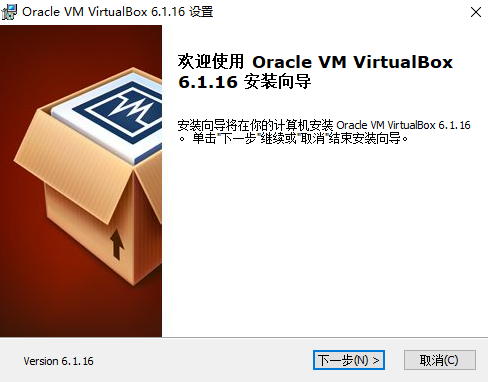 Oracle VM VirtualBox 6.1.16 设置
欢迎使用 Oracle VM VirtualBox
6.1.16 安装向导
安装向导将在你的计算机安装 Oracle VM VirtualBox 6.1.16
。 单击"下一步"继续或"取消"结束安装向导。
Version 6.1.16
下一步(N) >
取消(C)